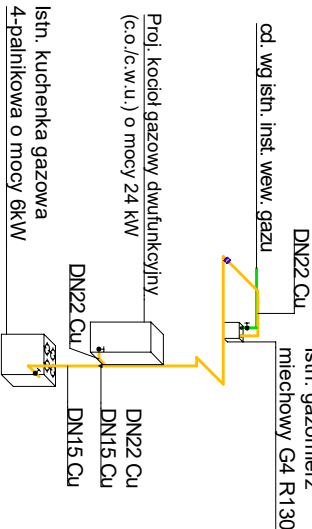 Istn. gazomierz
miechowy G4 R130
DN22 Cu
cd. wg istn. inst. wew. gazu
Proj. kocioł gazowy dwufunkcyjny
(c.o./c.w.u.) o mocy 24 kW
DN22 Cu
DN22 Cu
DN15 Cu
DN15 Cu
Istn. kuchenka gazowa
4-palnikowa o mocy 6kW